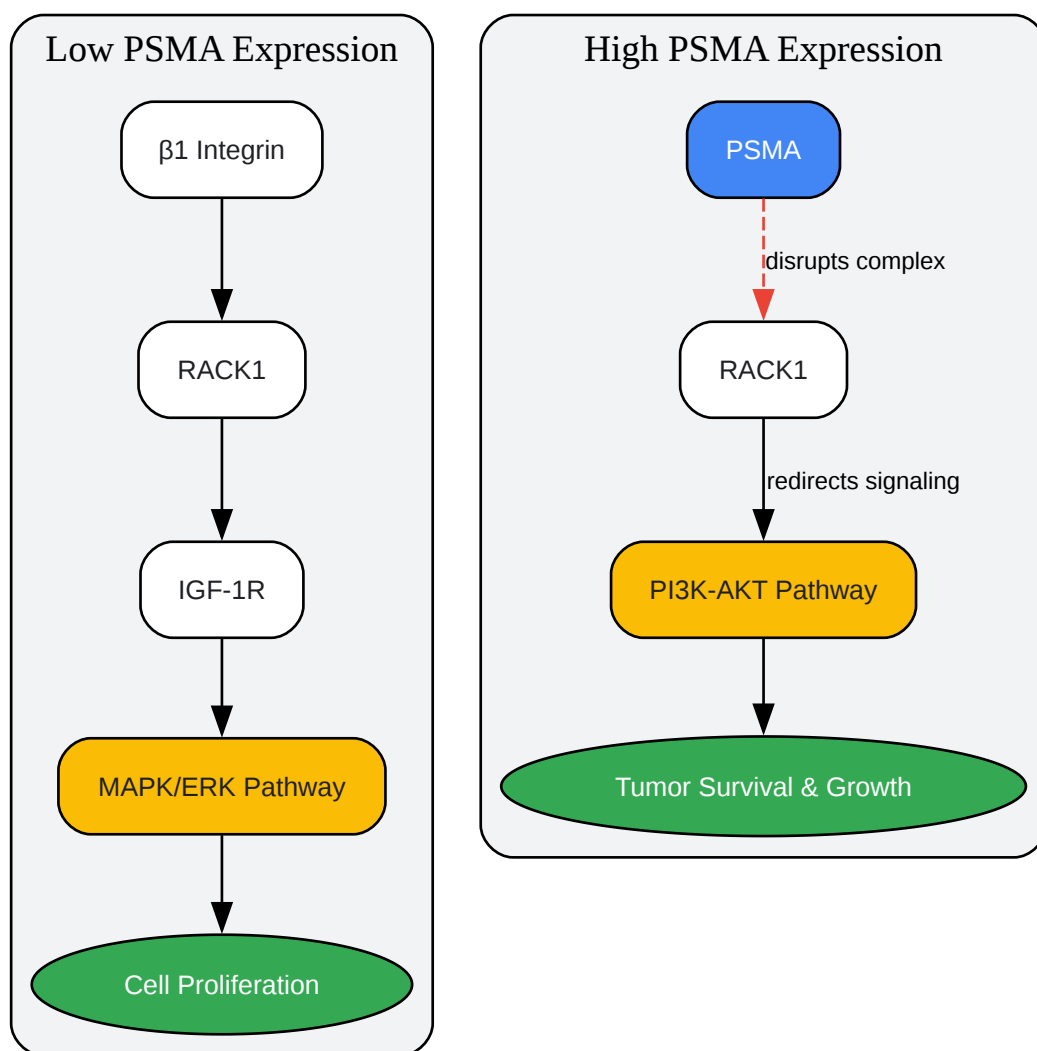 Low PSMA Expression
β1 Integrin
RACK1
IGF-1R
MAPK/ERK Pathway
Cell Proliferation
High PSMA Expression
PSMA
disrupts complex
RACK1
redirects signaling
PI3K-AKT Pathway
Tumor Survival & Growth